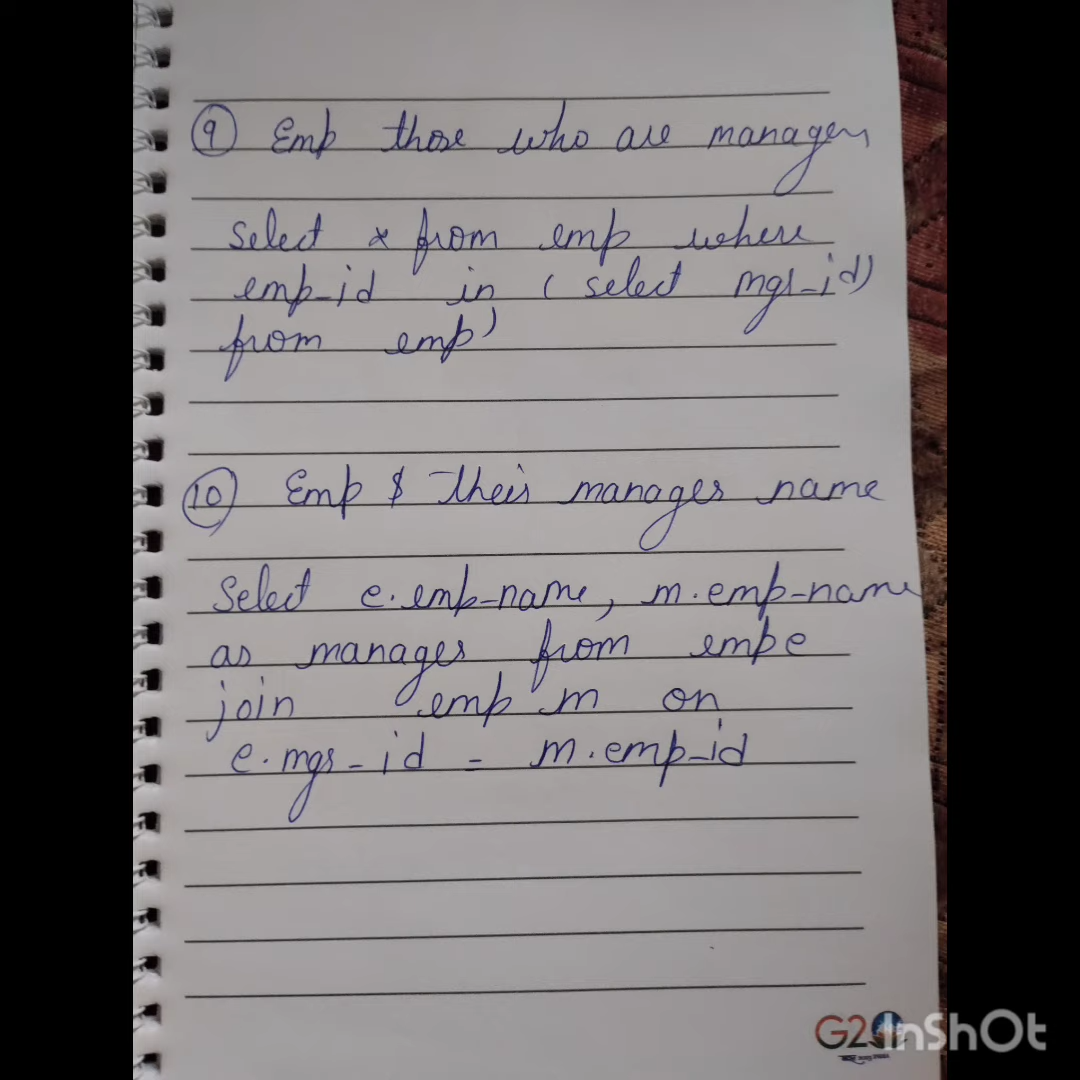 9 Emp those who are manager
Select * from emp where
emp-id in (select mgr-id)
from emp)
10 Emp & their manager name
Select e.emp-name, m.emp-name
as manager from emp e
join emp m on
e.mgr-id = m.emp-id
G20
InShOt